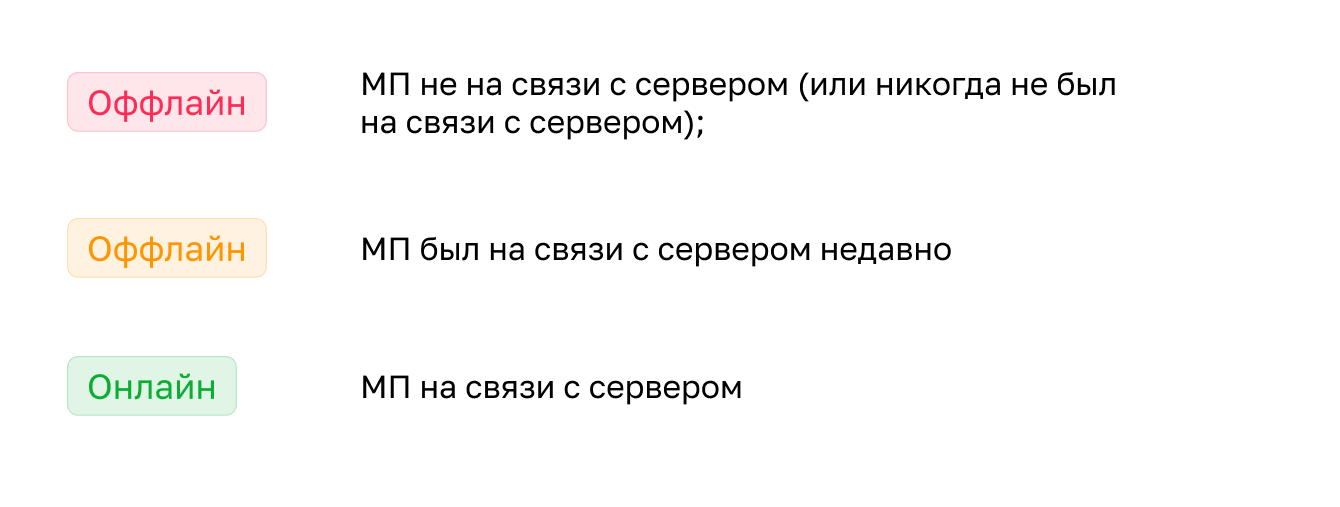 Оффлайн
МП не на связи с сервером (или никогда не был
на связи с сервером);
Оффлайн
МП был на связи с сервером недавно
Онлайн
МП на связи с сервером